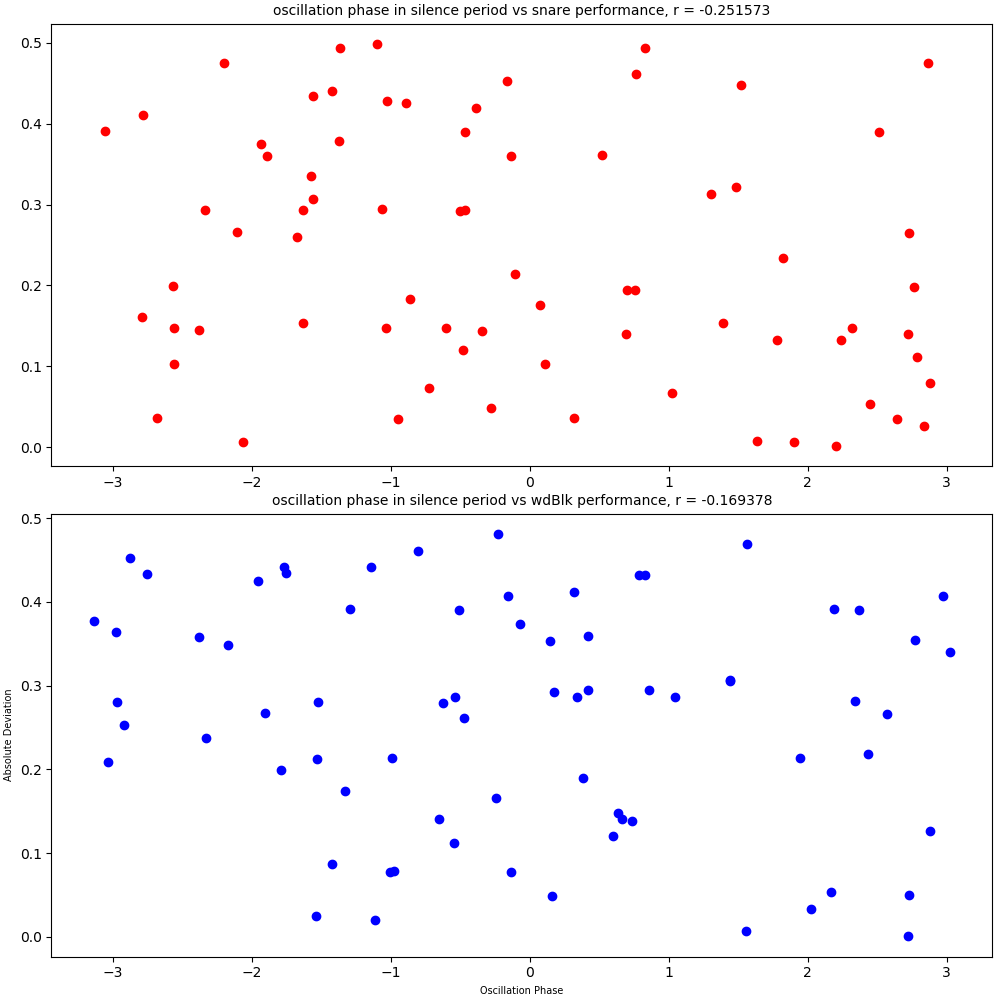 oscillation phase in silence period vs snare performance, r = -0.251573
0.5
0.4
0.3
0.2
0.1
0.0
−3 −2 −1 0 1 2 3
oscillation phase in silence period vs wdBlk performance, r = -0.169378
0.5
0.4
0.3
0.2
0.1
0.0
Absolute Deviation
−3 −2 −1 0 1 2 3
Oscillation Phase